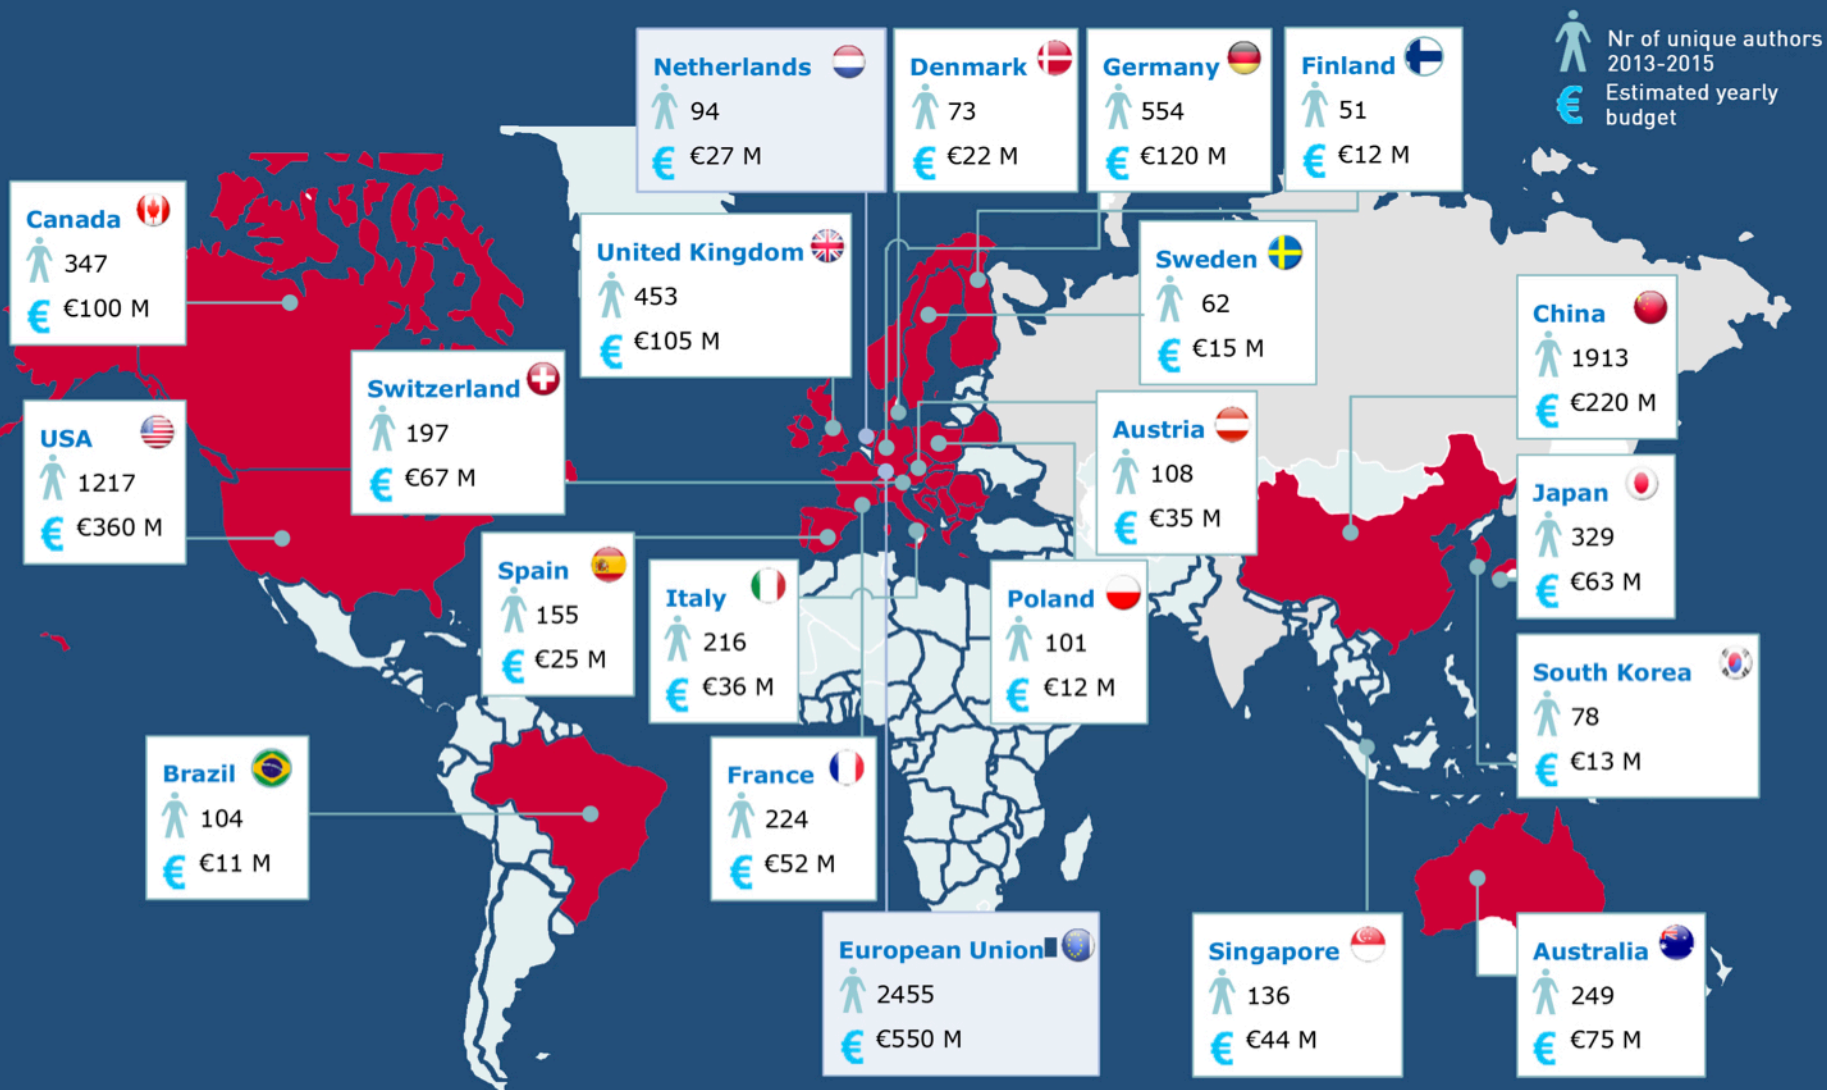 Nr of unique authors
2013-2015
€ Estimated yearly
budget
Netherlands
94
€ €27 M
Denmark
73
€ €22 M
Germany
554
€ €120 M
Finland
51
€ €12 M
Canada
347
€ €100 M
United Kingdom
453
€ €105 M
Sweden
62
€ €15 M
China
1913
€ €220 M
Switzerland
197
€ €67 M
USA
1217
€ €360 M
Austria
108
€ €35 M
Japan
329
€ €63 M
Spain
155
€ €25 M
Italy
216
€ €36 M
Poland
101
€ €12 M
South Korea
78
€ €13 M
Brazil
104
€ €11 M
France
224
€ €52 M
European Union
2455
€ €550 M
Singapore
136
€ €44 M
Australia
249
€ €75 M